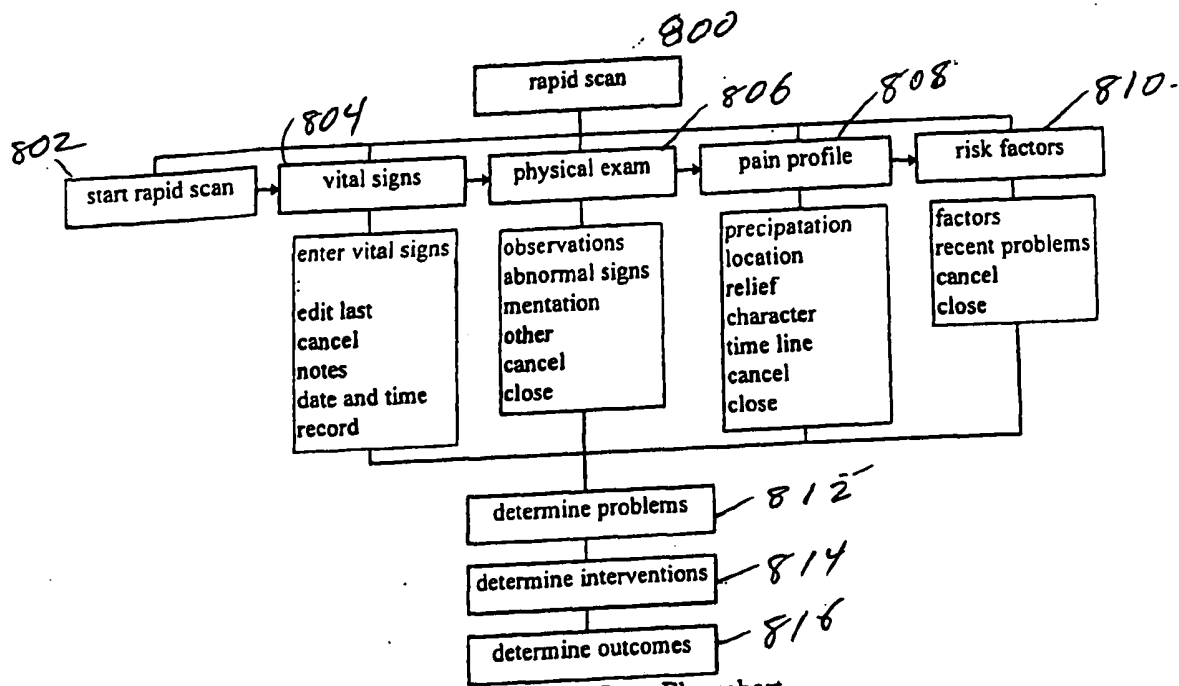 800
rapid scan
802
804
806
808
810
start rapid scan
vital signs
physical exam
pain profile
risk factors
enter vital signs
edit last
cancel
notes
date and time
record
observations
abnormal signs
mentation
other
cancel
close
precipatation
location
relief
character
time line
cancel
close
factors
recent problems
cancel
close
determine problems
812
determine interventions
814
determine outcomes
816